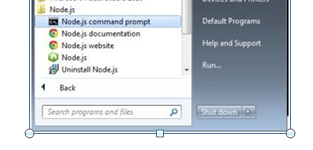 Node.js
Node.js command prompt
Node.js documentation
Node.js website
Node.js
Uninstall Node.js
Back
Search programs and files
Default Programs
Help and Support
Run...
Shut down